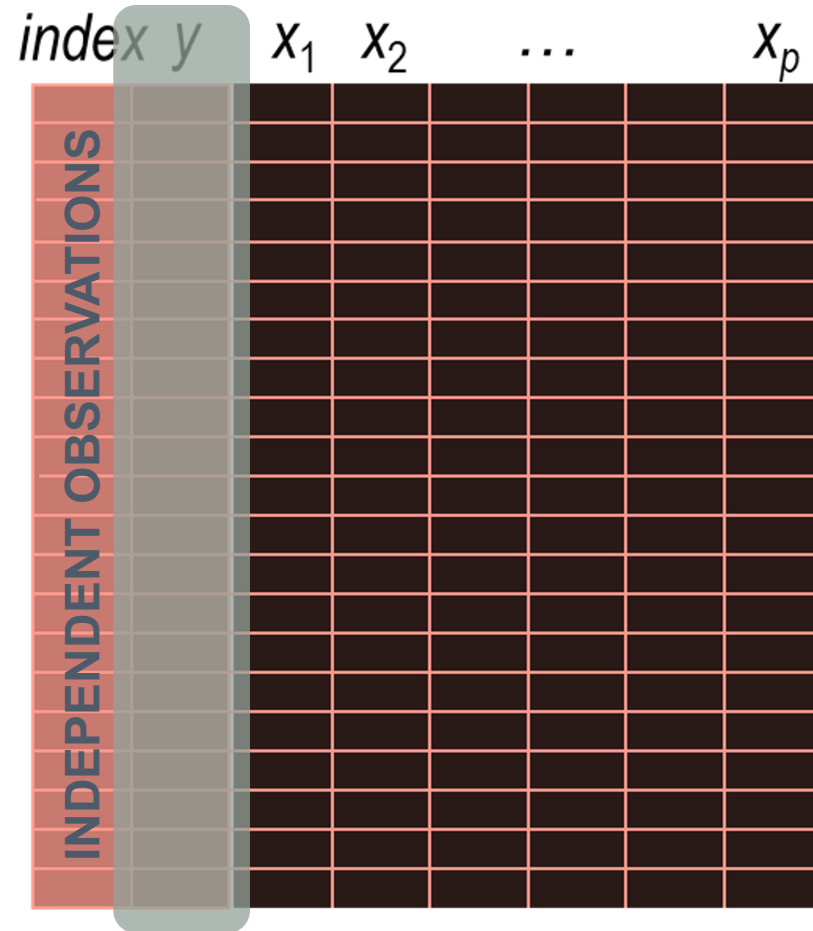 index y x₁ x₂ ... xₚ
INDEPENDENT OBSERVATIONS